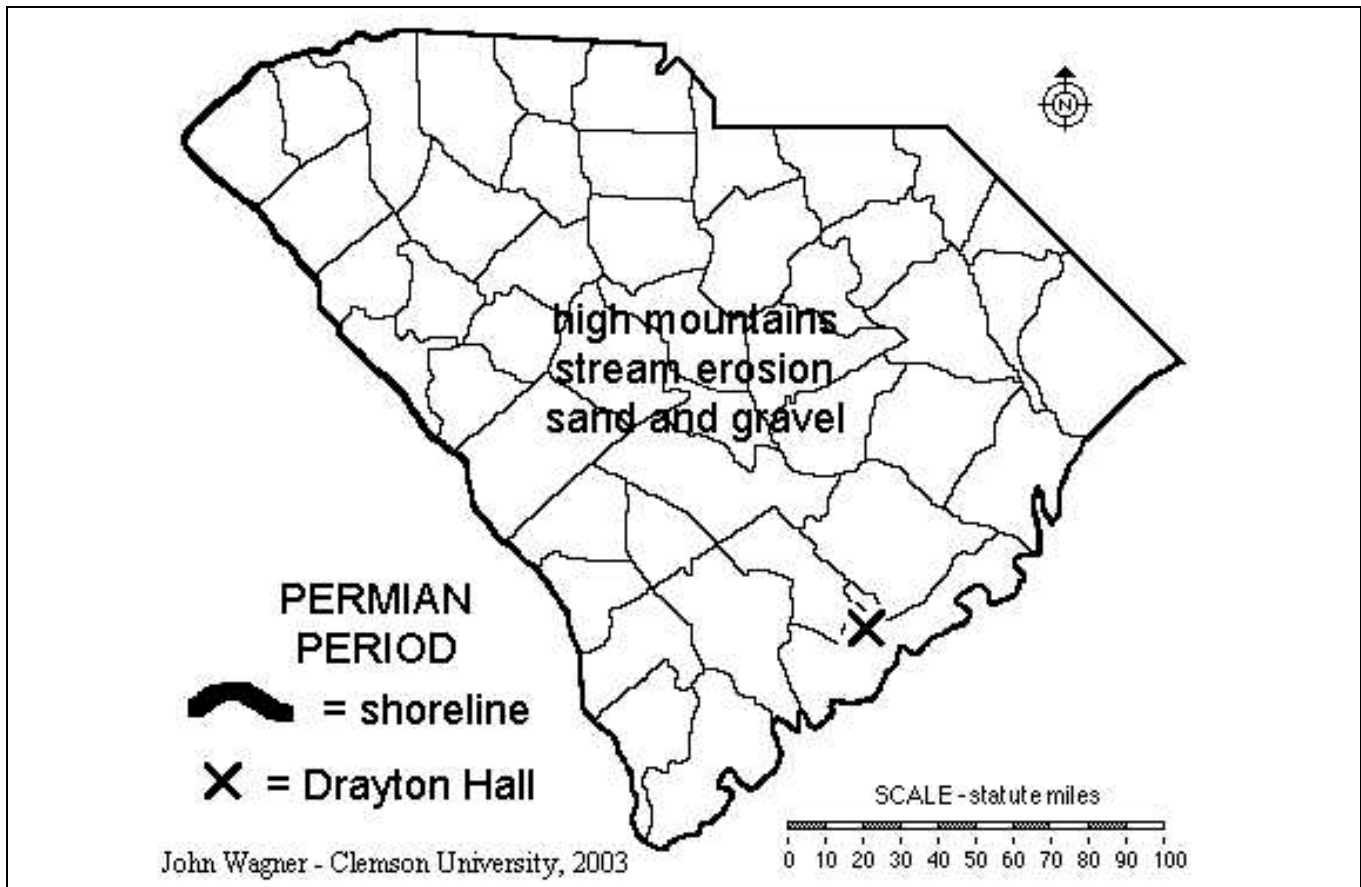 N
high mountains
stream erosion
sand and gravel
PERMIAN
PERIOD
= shoreline
= Drayton Hall
SCALE - statute miles
0 10 20 30 40 50 60 70 80 90 100
John Wagner - Clemson University, 2003